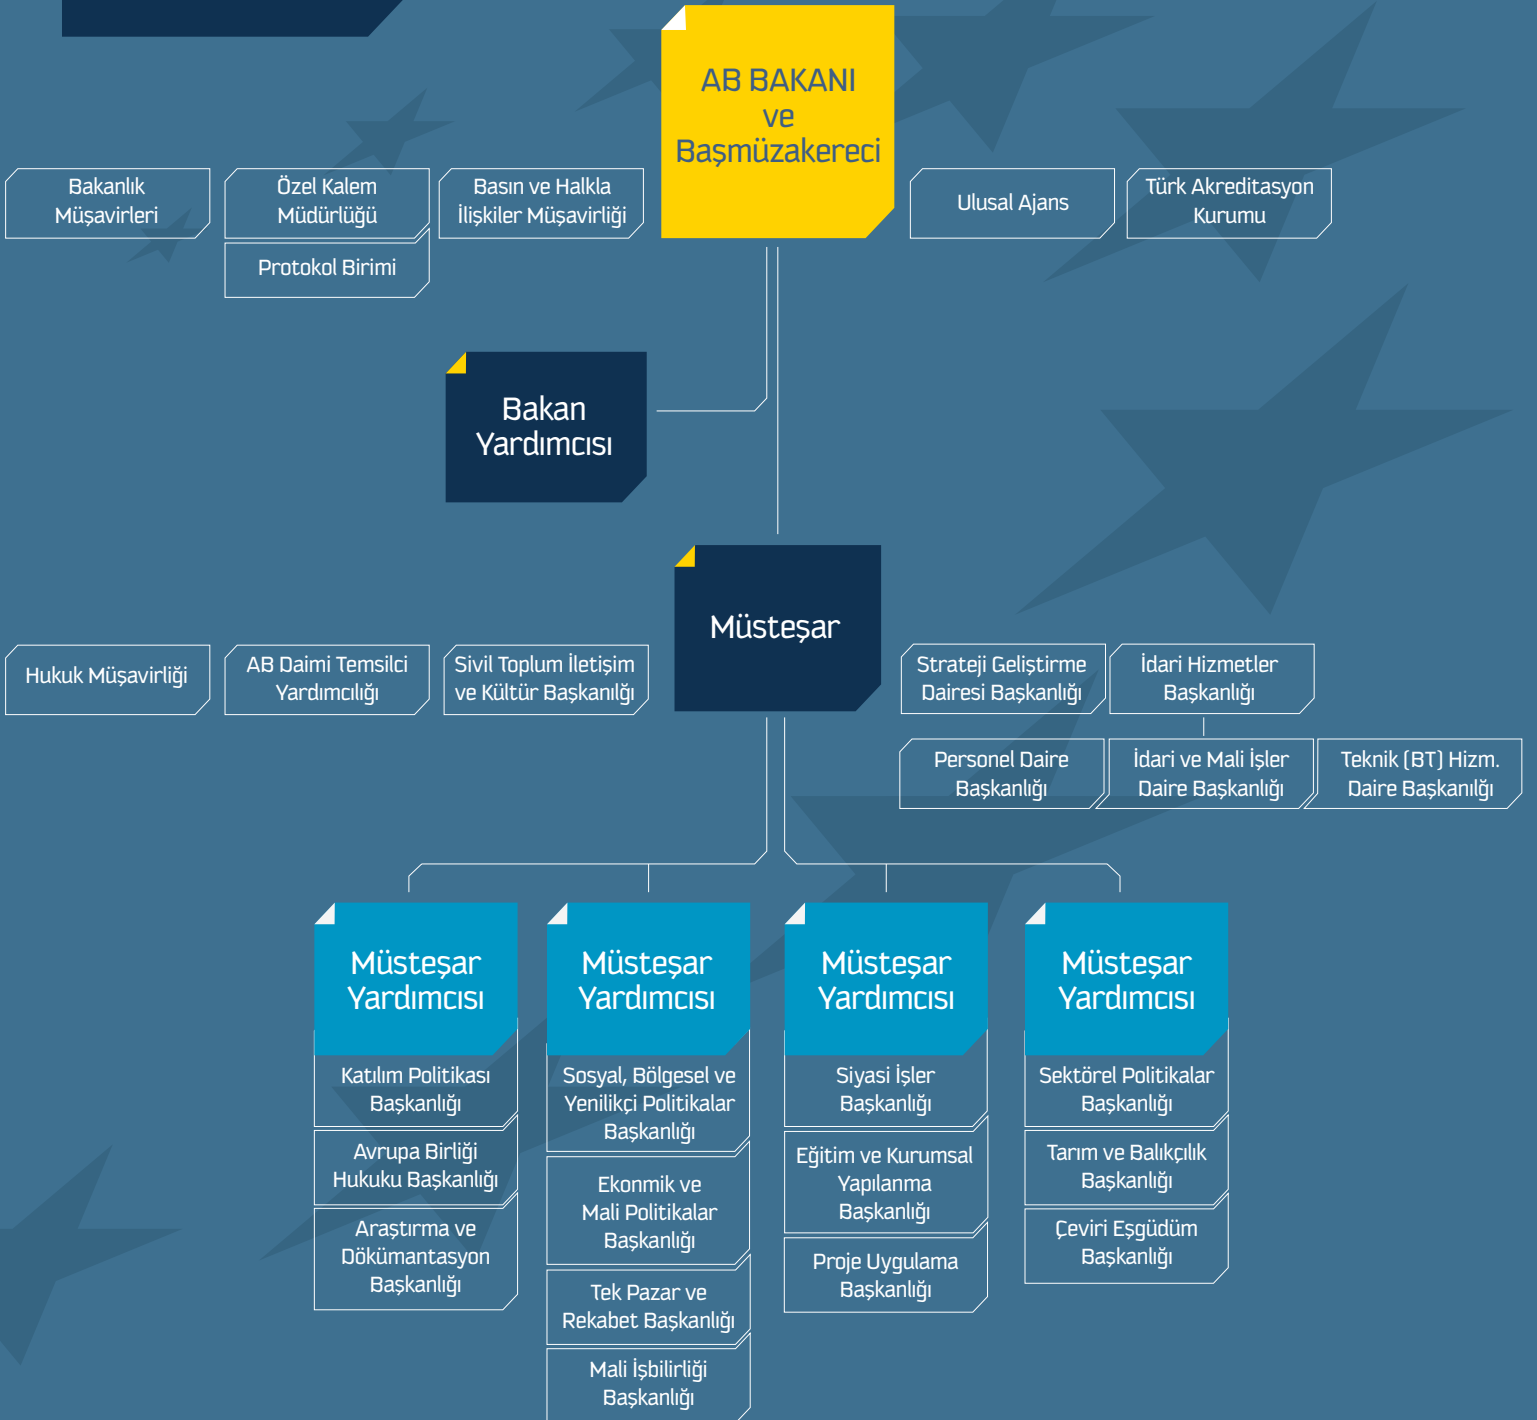 AB BAKANI
ve
Başmüzakereci
Bakanlık
Müşavirleri
Özel Kalem
Müdürlüğü
Protokol Birimi
Basın ve Halkla
İlişkiler Müşavirliği
Ulusal Ajans
Türk Akreditasyon
Kurumu
Bakan
Yardımcısı
Müsteşar
Hukuk Müşavirliği
AB Daimi Temsilci
Yardımcılığı
Sivil Toplum İletişim
ve Kültür Başkanılğı
Strateji Geliştirme
Dairesi Başkanlığı
İdari Hizmetler
Başkanlığı
Personel Daire
Başkanlığı
İdari ve Mali İşler
Daire Başkanlığı
Teknik (BT) Hizm.
Daire Başkanılğı
Müsteşar
Yardımcısı
Katılım Politikası
Başkanlığı
Avrupa Birliği
Hukuku Başkanlığı
Araştırma ve
Dökümantasyon
Başkanlığı
Müsteşar
Yardımcısı
Sosyal, Bölgesel ve
Yenilikçi Politikalar
Başkanlığı
Ekonmik ve
Mali Politikalar
Başkanlığı
Tek Pazar ve
Rekabet Başkanlığı
Mali İşbilirliği
Başkanlığı
Müsteşar
Yardımcısı
Siyasi İşler
Başkanlığı
Eğitim ve Kurumsal
Yapılanma
Başkanlığı
Proje Uygulama
Başkanlığı
Müsteşar
Yardımcısı
Sektörel Politikalar
Başkanlığı
Tarım ve Balıkçılık
Başkanlığı
Çeviri Eşgüdüm
Başkanlığı